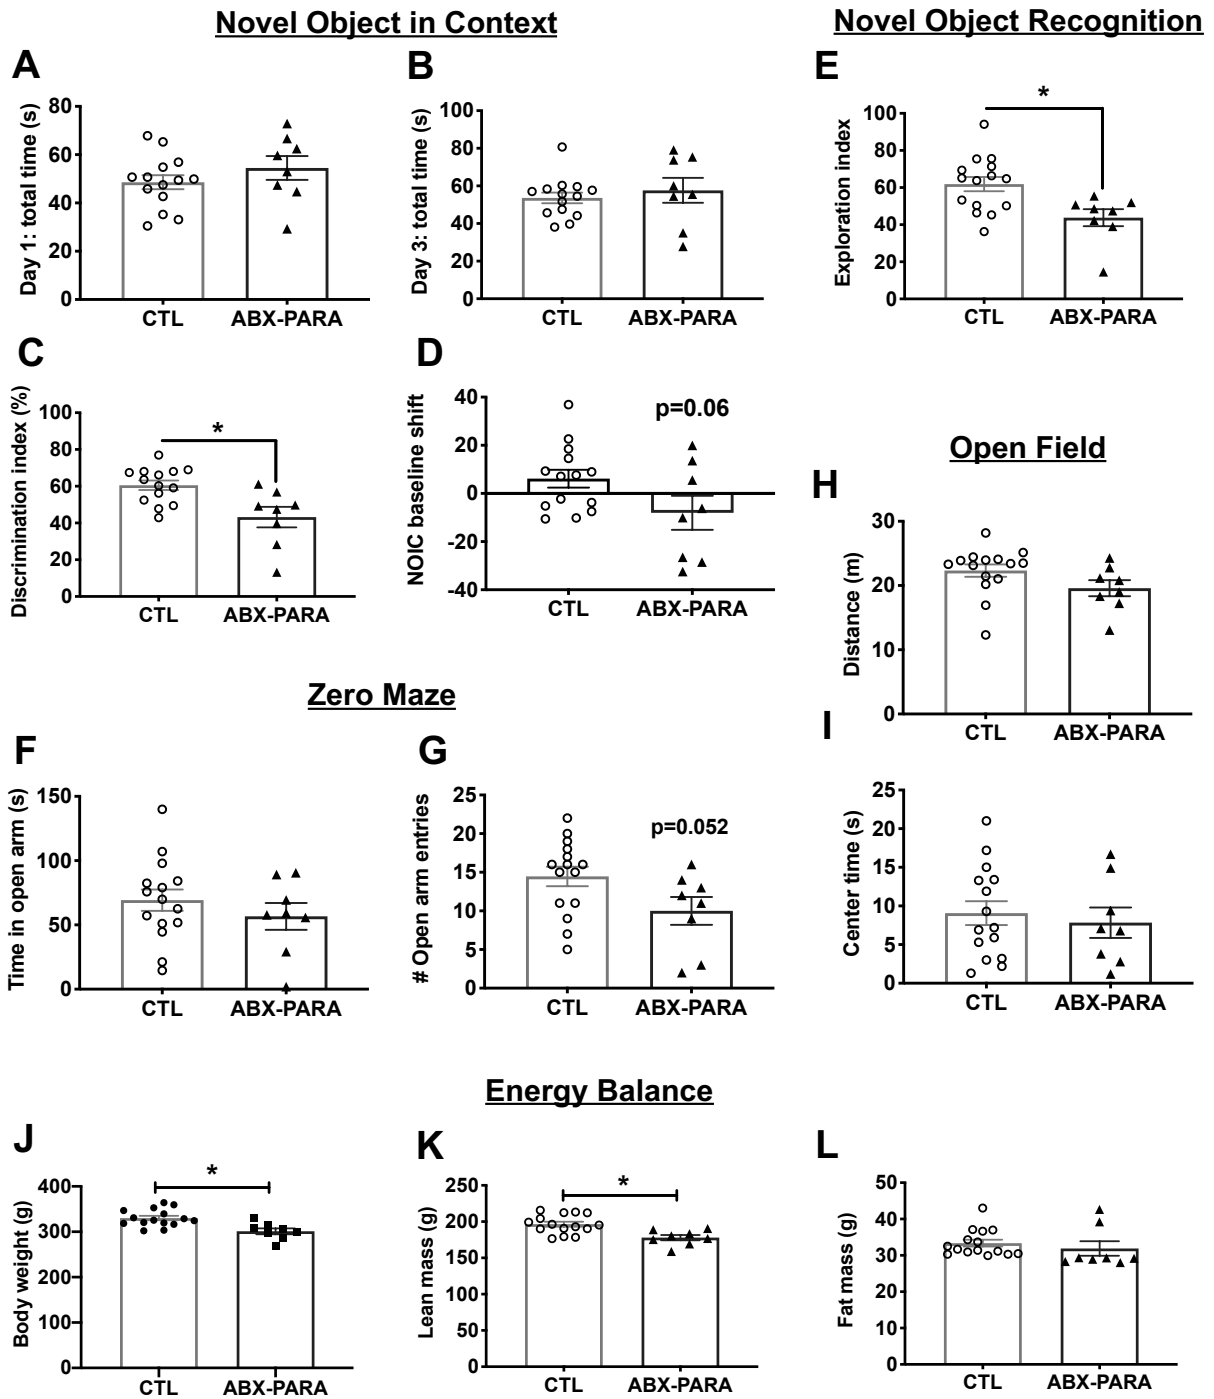 Novel Object in Context
Novel Object Recognition
A
Day 1: total time (s)
80
60
40
20
0
CTL
ABX-PARA
B
Day 3: total time (s)
100
80
60
40
20
0
CTL
ABX-PARA
E
Exploration index
100
80
60
40
20
0
*
CTL
ABX-PARA
C
Discrimination index (%)
100
80
60
40
20
0
*
CTL
ABX-PARA
D
NOIC baseline shift
40
20
0
-20
-40
p=0.06
CTL
ABX-PARA
Open Field
H
Distance (m)
30
20
10
0
CTL
ABX-PARA
Zero Maze
F
Time in open arm (s)
150
100
50
0
CTL
ABX-PARA
G
# Open arm entries
25
20
15
10
5
0
p=0.052
CTL
ABX-PARA
I
Center time (s)
25
20
15
10
5
0
CTL
ABX-PARA
Energy Balance
J
Body weight (g)
400
300
200
100
0
*
CTL
ABX-PARA
K
Lean mass (g)
250
200
150
100
50
0
*
CTL
ABX-PARA
L
Fat mass (g)
50
40
30
20
10
0
CTL
ABX-PARA